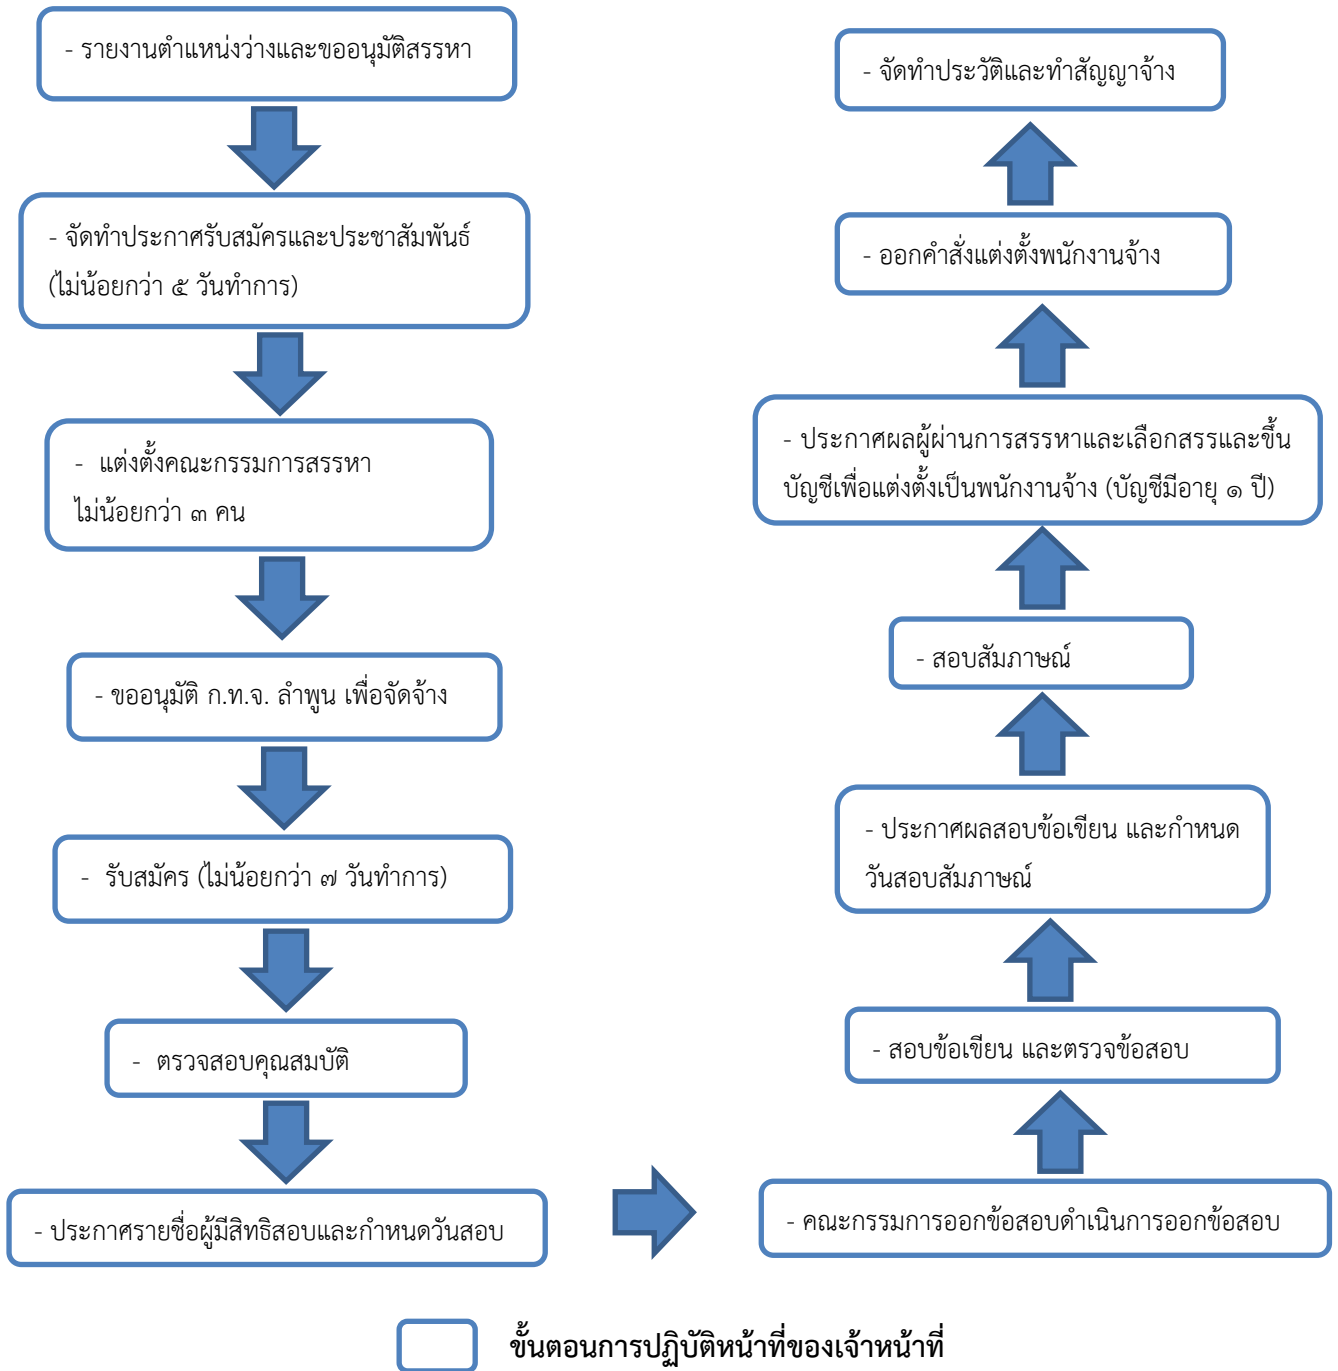 - รายงานตำแหน่งว่างและขออนุมัติสรรหา
- จัดทำประกาศรับสมัครและประชาสัมพันธ์
(ไม่น้อยกว่า ๕ วันทำการ)
- แต่งตั้งคณะกรรมการสรรหา
ไม่น้อยกว่า ๓ คน
- ขออนุมัติ ก.ท.จ. ลำพูน เพื่อจัดจ้าง
- รับสมัคร (ไม่น้อยกว่า ๗ วันทำการ)
- ตรวจสอบคุณสมบัติ
- ประกาศรายชื่อผู้มีสิทธิสอบและกำหนดวันสอบ
- คณะกรรมการออกข้อสอบดำเนินการออกข้อสอบ
- สอบข้อเขียน และตรวจข้อสอบ
- ประกาศผลสอบข้อเขียน และกำหนด
วันสอบสัมภาษณ์
- สอบสัมภาษณ์
- ประกาศผลผู้ผ่านการสรรหาและเลือกสรรและขึ้น
บัญชีเพื่อแต่งตั้งเป็นพนักงานจ้าง (บัญชีมีอายุ ๑ ปี)
- ออกคำสั่งแต่งตั้งพนักงานจ้าง
- จัดทำประวัติและทำสัญญาจ้าง
ขั้นตอนการปฏิบัติหน้าที่ของเจ้าหน้าที่